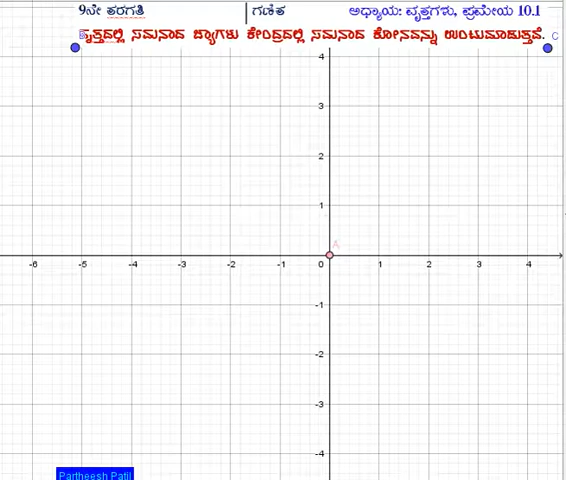 9ನೇ ತರಗತಿ ಗಣಿತ ಅಧ್ಯಾಯ: ವೃತ್ತಗಳು, ಪ್ರಮೇಯ 10.1
ವೃತ್ತದಲ್ಲಿ ಸಮನಾದ ಜ್ಯಾಗಳು ಕೇಂದ್ರದಲ್ಲಿ ಸಮನಾದ ಕೋನವನ್ನು ಉಂಟುಮಾಡುತ್ತವೆ. C
4
3
2
1
A
-6 -5 -4 -3 -2 -1 0 1 2 3 4
-1
-2
-3
-4
Partheesh Patil